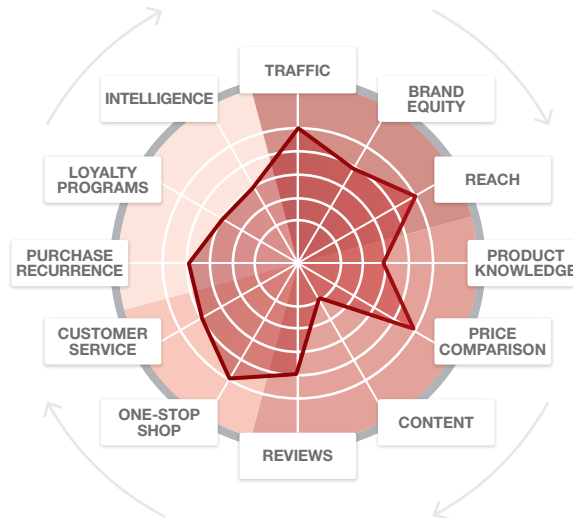 TRAFFIC
BRAND
EQUITY
REACH
PRODUCT
KNOWLEDGE
PRICE
COMPARISON
CONTENT
REVIEWS
ONE-STOP
SHOP
CUSTOMER
SERVICE
PURCHASE
RECURRENCE
LOYALTY
PROGRAMS
INTELLIGENCE